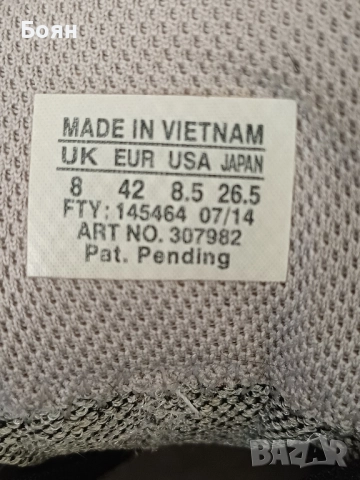 Боян
MADE IN VIETNAM
UK EUR USA JAPAN
8 42 8.5 26.5
FTY: 145464 07/14
ART NO. 307982
Pat. Pending
BAZAR